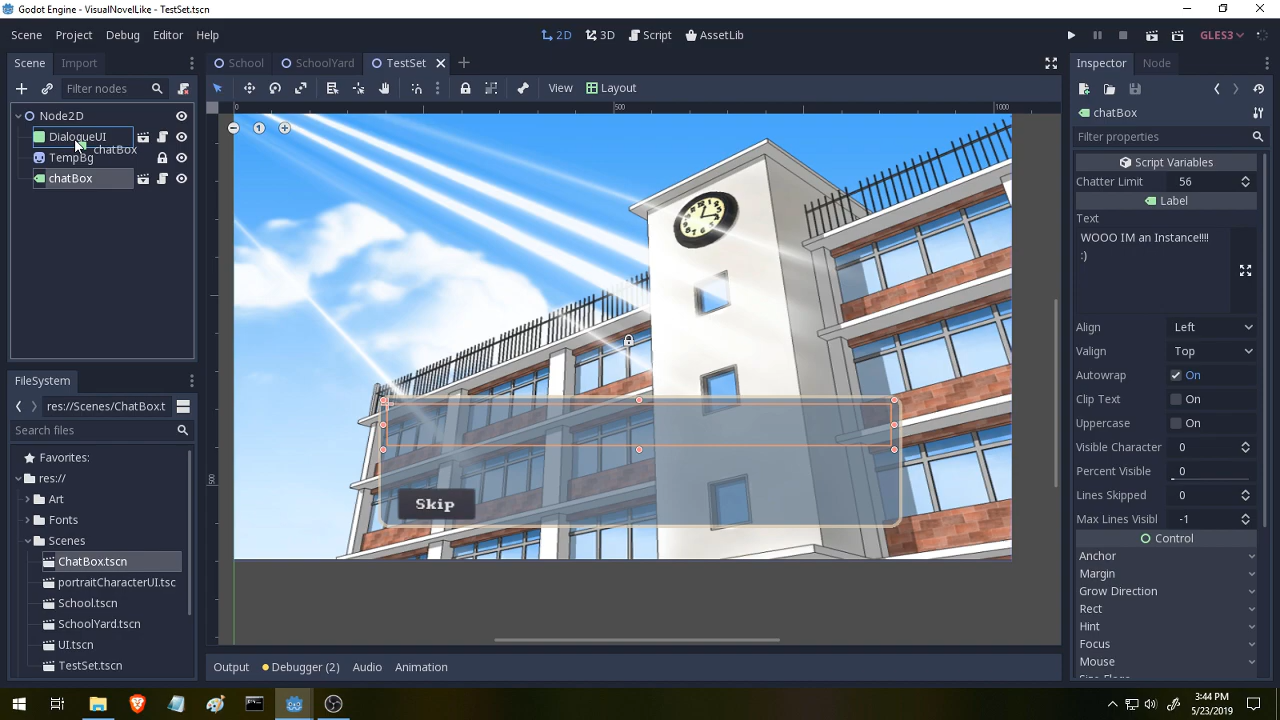 Godot Engine - VisualNovelLike - TestSet.tscn
Scene Project Debug Editor Help
2D 3D Script AssetLib
GLES3
Scene Import
School SchoolYard TestSet
Inspector Node
Filter nodes
View Layout
chatBox
Filter properties
0 500 1000
Node2D
DialogueUI
chatBox
TempBg
chatBox
1
500
Skip
Script Variables
Chatter Limit 56
Label
Text
WOOO IM an Instance!!!!
:)
Align Left
Valign Top
Autowrap On
Clip Text On
Uppercase On
Visible Character 0
Percent Visible 0
Lines Skipped 0
Max Lines Visibl -1
Control
Anchor
Margin
Grow Direction
Rect
Hint
Focus
Mouse
FileSystem
res://Scenes/ChatBox.t
Search files
Favorites:
res://
Art
Fonts
Scenes
ChatBox.tscn
portraitCharacterUI.tsc
School.tscn
SchoolYard.tscn
UI.tscn
TestSet.tscn
Output Debugger (2) Audio Animation
3:44 PM
5/23/2019